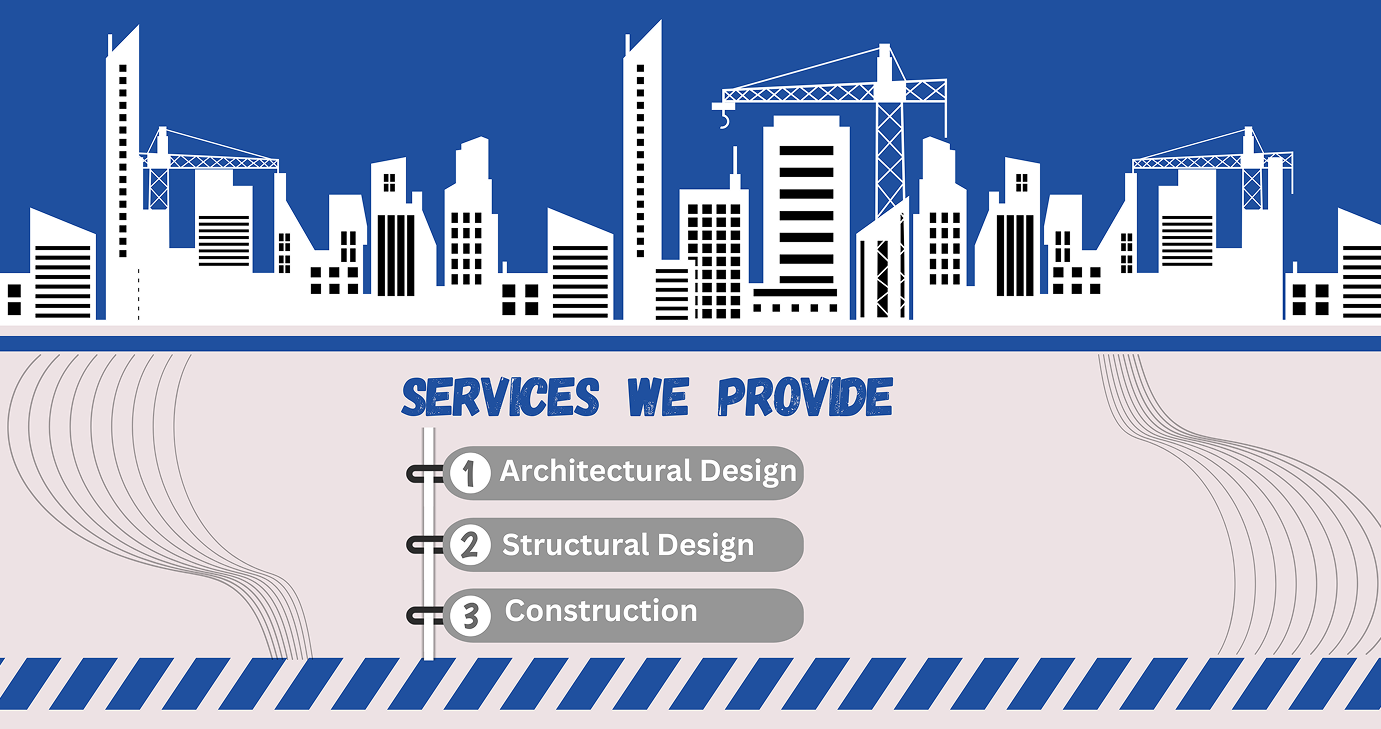 SERVICES WE PROVIDE
1 Architectural Design
2 Structural Design
3 Construction